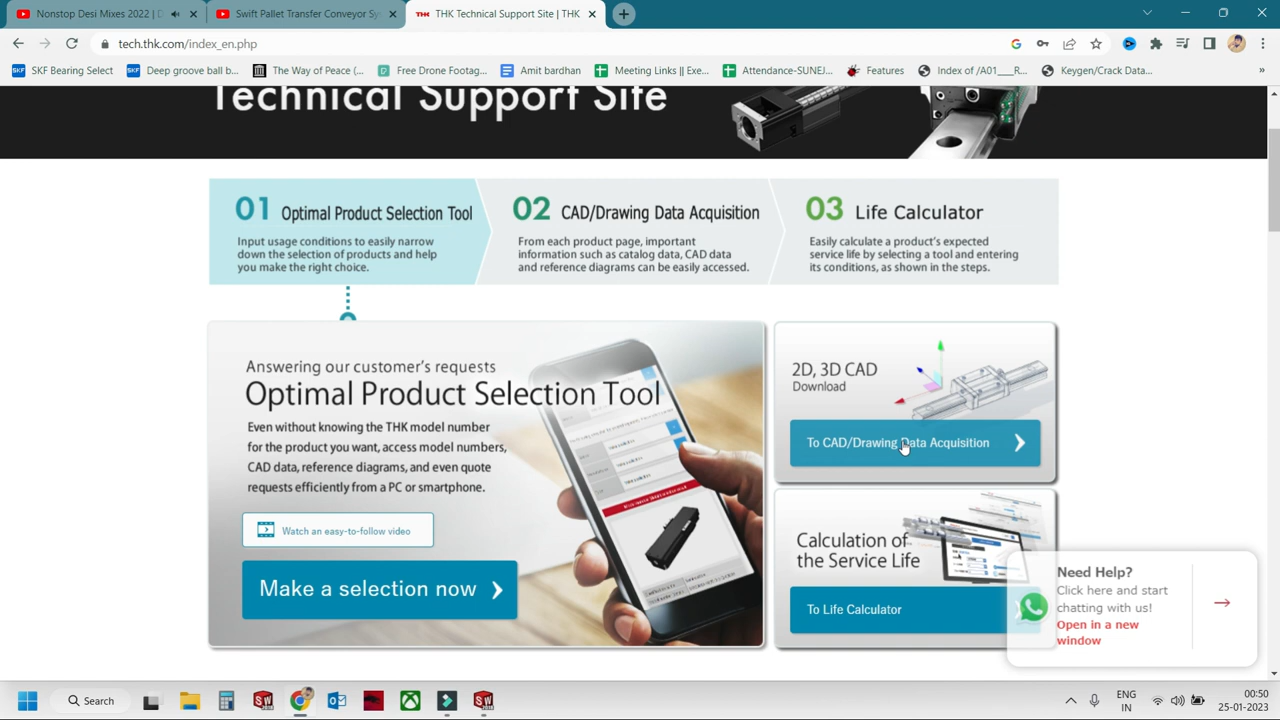 Nonstop Desi Mixes 2022 | D
Swift Pallet Transfer Conveyor Sy
THK Technical Support Site | THK
tech.thk.com/index_en.php
SKF Bearing Select
Deep groove ball b...
The Way of Peace (...
Free Drone Footag...
Amit bardhan
Meeting Links || Exe...
Attendance-SUNEJ...
Features
Index of /A01___R...
Keygen/Crack Data...
Technical Support Site
01 Optimal Product Selection Tool
Input usage conditions to easily narrow
down the selection of products and help
you make the right choice.
02 CAD/Drawing Data Acquisition
From each product page, important
information such as catalog data, CAD data
and reference diagrams can be easily accessed.
03 Life Calculator
Easily calculate a product's expected
service life by selecting a tool and entering
its conditions, as shown in the steps.
Answering our customer's requests
Optimal Product Selection Tool
Even without knowing the THK model number
for the product you want, access model numbers,
CAD data, reference diagrams, and even quote
requests efficiently from a PC or smartphone.
Watch an easy-to-follow video
Make a selection now
2D, 3D CAD
Download
To CAD/Drawing Data Acquisition
Calculation of
the Service Life
To Life Calculator
Need Help?
Click here and start
chatting with us!
Open in a new
window
Search
ENG
IN
00:50
25-01-2023